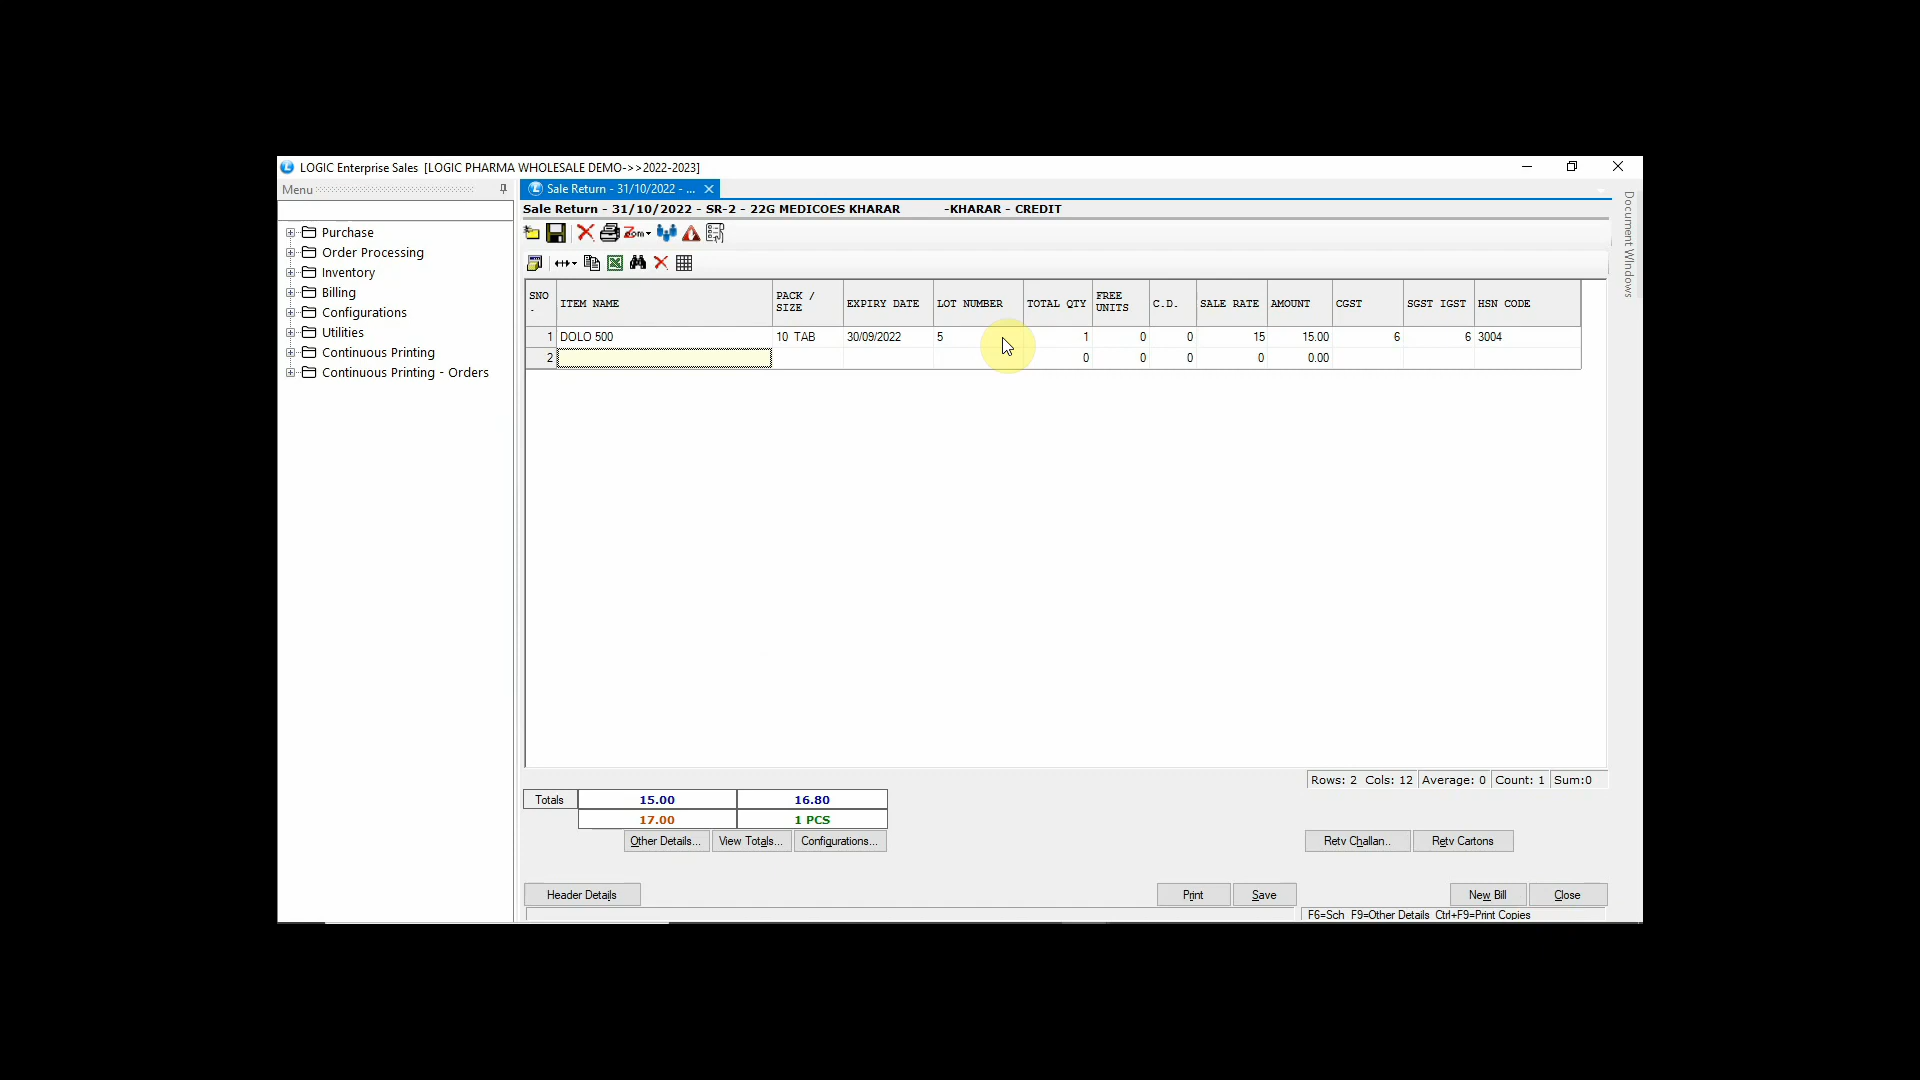 LOGIC Enterprise Sales [LOGIC PHARMA WHOLESALE DEMO->>2022-2023]
Menu
Sale Return - 31/10/2022 - ...
Sale Return - 31/10/2022 - SR-2 - 22G MEDICOES KHARAR -KHARAR - CREDIT
Zoom
Purchase
Order Processing
Inventory
Billing
Configurations
Utilities
Continuous Printing
Continuous Printing - Orders
Document Windows
SNO . ITEM NAME PACK / SIZE EXPIRY DATE LOT NUMBER TOTAL QTY FREE UNITS C.D. SALE RATE AMOUNT CGST SGST IGST HSN CODE
1 DOLO 500 10 TAB 30/09/2022 5 1 0 0 15 15.00 6 6 3004
2 0 0 0 0 0.00
Rows: 2 Cols: 12 Average: 0 Count: 1 Sum:0
Totals 15.00 16.80
17.00 1 PCS
Other Details... View Totals... Configurations... Retv Challan.. Retv Cartons
Header Details Print Save New Bill Close
F6=Sch F9=Other Details Ctrl+F9=Print Copies